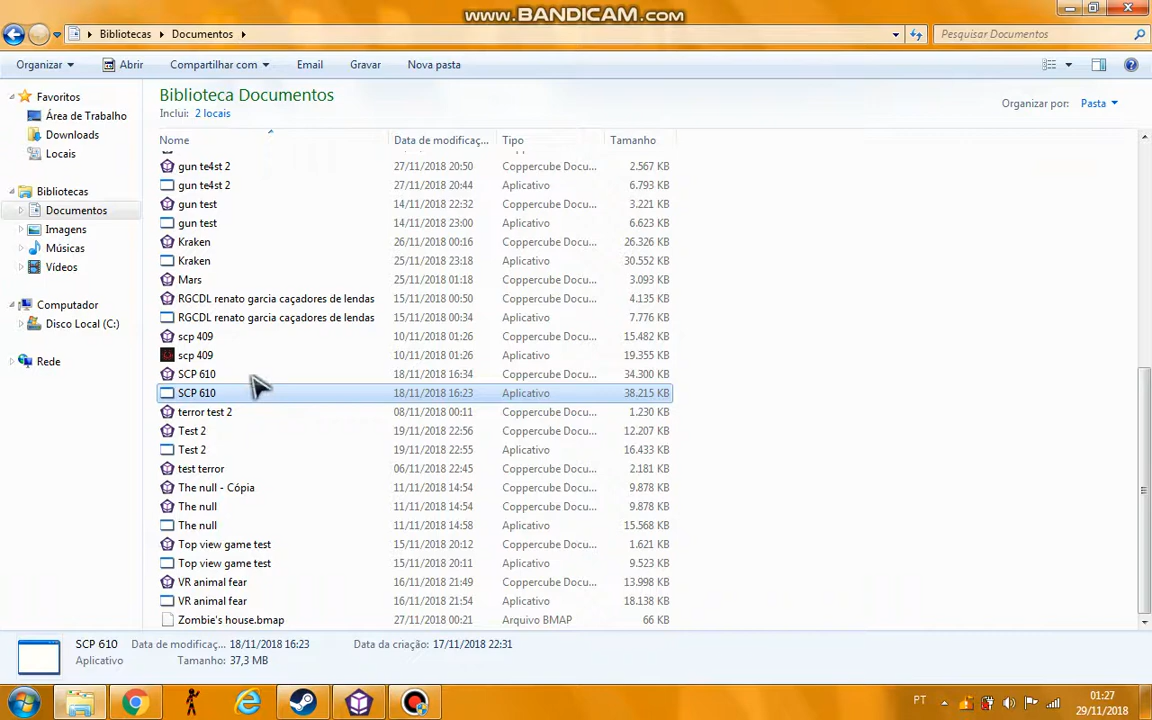 www.BANDICAM.com
Bibliotecas Documentos
Pesquisar Documentos
Organizar Abrir Compartilhar com Email Gravar Nova pasta
Favoritos
Área de Trabalho
Downloads
Locais
Bibliotecas
Documentos
Imagens
Músicas
Vídeos
Computador
Disco Local (C:)
Rede
Biblioteca Documentos
Inclui: 2 locais
Organizar por: Pasta
Nome Data de modificaç... Tipo Tamanho
gun te4st 2 27/11/2018 20:50 Coppercube Docu... 2.567 KB
gun te4st 2 27/11/2018 20:44 Aplicativo 6.793 KB
gun test 14/11/2018 22:32 Coppercube Docu... 3.221 KB
gun test 14/11/2018 23:00 Aplicativo 6.623 KB
Kraken 26/11/2018 00:16 Coppercube Docu... 26.326 KB
Kraken 25/11/2018 23:18 Aplicativo 30.552 KB
Mars 25/11/2018 01:18 Coppercube Docu... 3.093 KB
RGCDL renato garcia caçadores de lendas 15/11/2018 00:50 Coppercube Docu... 4.135 KB
RGCDL renato garcia caçadores de lendas 15/11/2018 00:34 Aplicativo 7.776 KB
scp 409 10/11/2018 01:26 Coppercube Docu... 15.482 KB
scp 409 10/11/2018 01:26 Aplicativo 19.355 KB
SCP 610 18/11/2018 16:34 Coppercube Docu... 34.300 KB
SCP 610 18/11/2018 16:23 Aplicativo 38.215 KB
terror test 2 08/11/2018 00:11 Coppercube Docu... 1.230 KB
Test 2 19/11/2018 22:56 Coppercube Docu... 12.207 KB
Test 2 19/11/2018 22:55 Aplicativo 16.433 KB
test terror 06/11/2018 22:45 Coppercube Docu... 2.181 KB
The null - Cópia 11/11/2018 14:54 Coppercube Docu... 9.878 KB
The null 11/11/2018 14:54 Coppercube Docu... 9.878 KB
The null 11/11/2018 14:58 Aplicativo 15.568 KB
Top view game test 15/11/2018 20:12 Coppercube Docu... 1.621 KB
Top view game test 15/11/2018 20:11 Aplicativo 9.523 KB
VR animal fear 16/11/2018 21:49 Coppercube Docu... 13.998 KB
VR animal fear 16/11/2018 21:54 Aplicativo 18.138 KB
Zombie's house.bmap 27/11/2018 00:21 Arquivo BMAP 66 KB
SCP 610 Data de modificaç... 18/11/2018 16:23 Data da criação: 17/11/2018 22:31
Aplicativo Tamanho: 37,3 MB
PT
01:27
29/11/2018